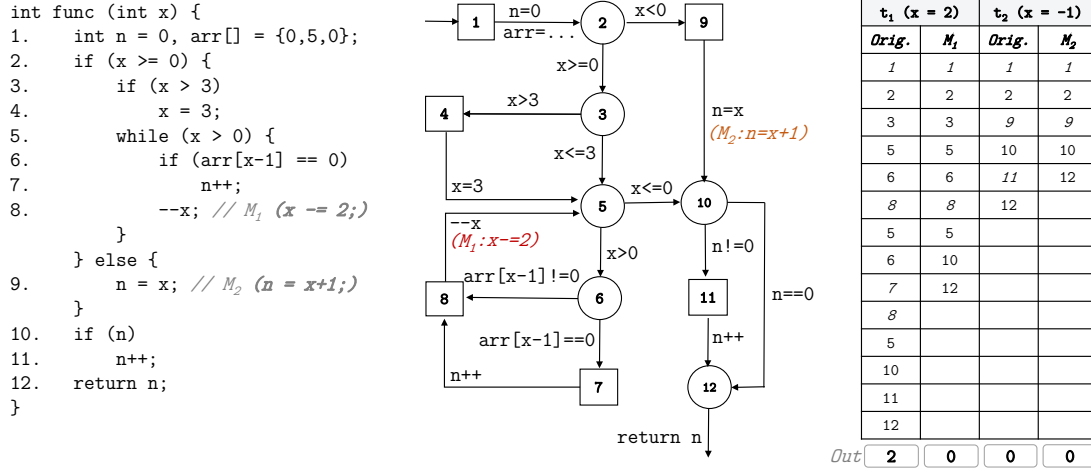 int func (int x) {
1.    int n = 0, arr[] = {0,5,0};
2.    if (x >= 0) {
3.        if (x > 3)
4.            x = 3;
5.        while (x > 0) {
6.            if (arr[x-1] == 0)
7.                n++;
8.            --x; // M1 (x -= 2;)
          }
      } else {
9.        n = x; // M2 (n = x+1;)
      }
10.   if (n)
11.       n++;
12.   return n;
}
1
n=0
arr=...
2
x<0
9
x>=0
4
x>3
3
n=x
(M2:n=x+1)
x<=3
x=3
5
x<=0
10
--x
(M1:x-=2)
x>0
n!=0
8
arr[x-1]!=0
6
11
n==0
arr[x-1]==0
n++
n++
7
12
return n
t1 (x = 2) t2 (x = -1)
Orig. M1 Orig. M2
1 1 1 1
2 2 2 2
3 3 9 9
5 5 10 10
6 6 11 12
8 8 12
5 5
6 10
7 12
8
5
10
11
12
Out 2 0 0 0